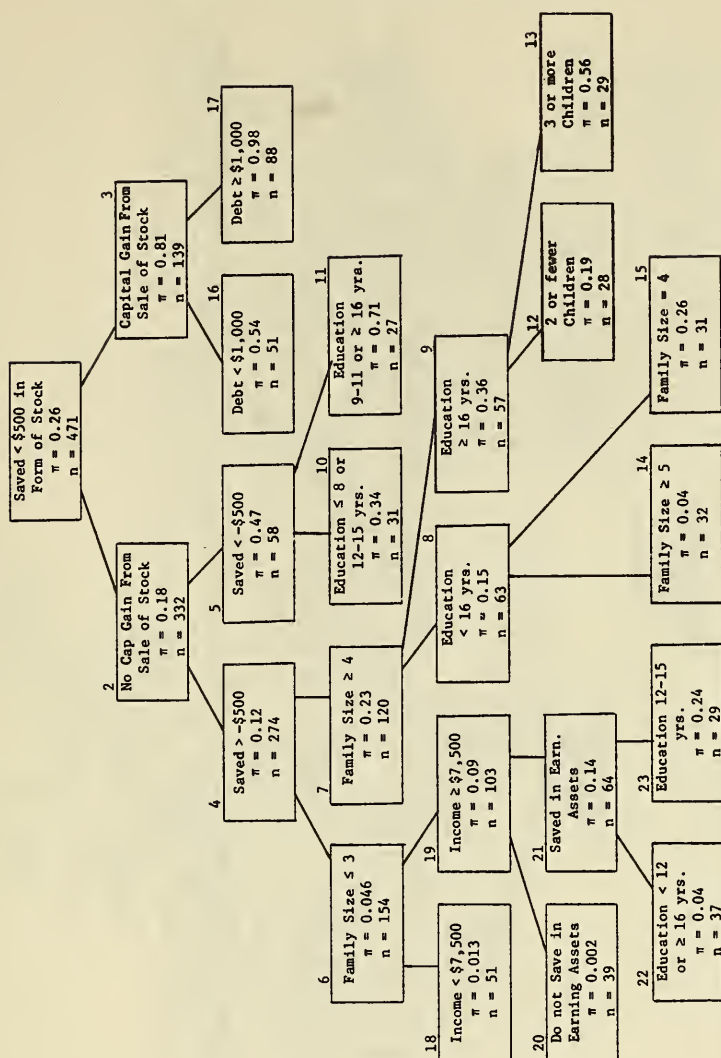 Saved < $500 in
Form of Stock
π = 0.26
n = 471
2
No Cap Gain From
Sale of Stock
π = 0.18
n = 332
3
Capital Gain From
Sale of Stock
π = 0.81
n = 139
4
Saved > -$500
π = 0.12
n = 274
5
Saved < -$500
π = 0.47
n = 58
16
Debt < $1,000
π = 0.54
n = 51
17
Debt ≥ $1,000
π = 0.98
n = 88
6
Family Size ≤ 3
π = 0.046
n = 154
7
Family Size ≥ 4
π = 0.23
n = 120
10
Education ≤ 8 or
12-15 yrs.
π = 0.34
n = 31
11
Education
9-11 or ≥ 16 yrs.
π = 0.71
n = 27
18
Income < $7,500
π = 0.013
n = 51
19
Income ≥ $7,500
π = 0.09
n = 103
8
Education
< 16 yrs.
π = 0.15
n = 63
9
Education
≥ 16 yrs.
π = 0.36
n = 57
20
Do not Save in
Earning Assets
π = 0.002
n = 39
21
Saved in Earn.
Assets
π = 0.14
n = 64
12
2 or fewer
Children
π = 0.19
n = 28
13
3 or more
Children
π = 0.56
n = 29
22
Education < 12
or ≥ 16 yrs.
π = 0.04
n = 37
23
Education 12-15
yrs.
π = 0.24
n = 29
14
Family Size ≥ 5
π = 0.04
n = 32
15
Family Size = 4
π = 0.26
n = 31